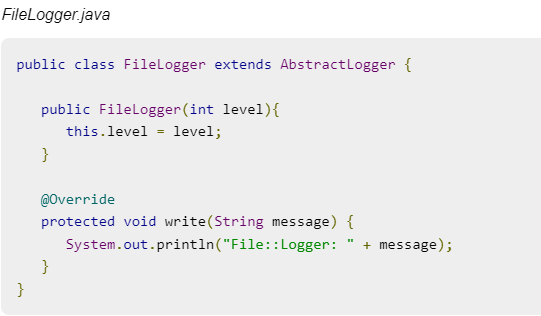 FileLogger.java
public class FileLogger extends AbstractLogger {
public FileLogger(int level){
this.level = level;
}
@Override
protected void write(String message) {
System.out.println("File::Logger: " + message);
}
}